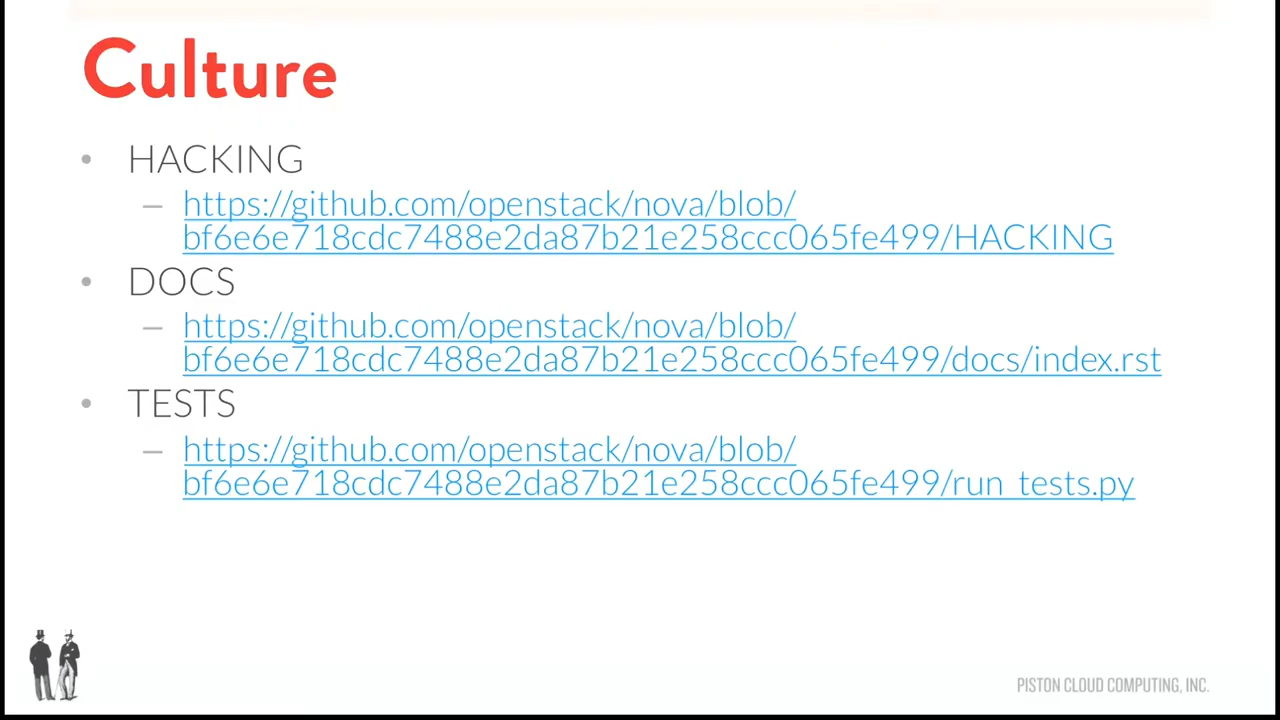 Culture
• HACKING
– https://github.com/openstack/nova/blob/
bf6e6e718cdc7488e2da87b21e258ccc065fe499/HACKING
• DOCS
– https://github.com/openstack/nova/blob/
bf6e6e718cdc7488e2da87b21e258ccc065fe499/docs/index.rst
• TESTS
– https://github.com/openstack/nova/blob/
bf6e6e718cdc7488e2da87b21e258ccc065fe499/run_tests.py
PISTON CLOUD COMPUTING, INC.